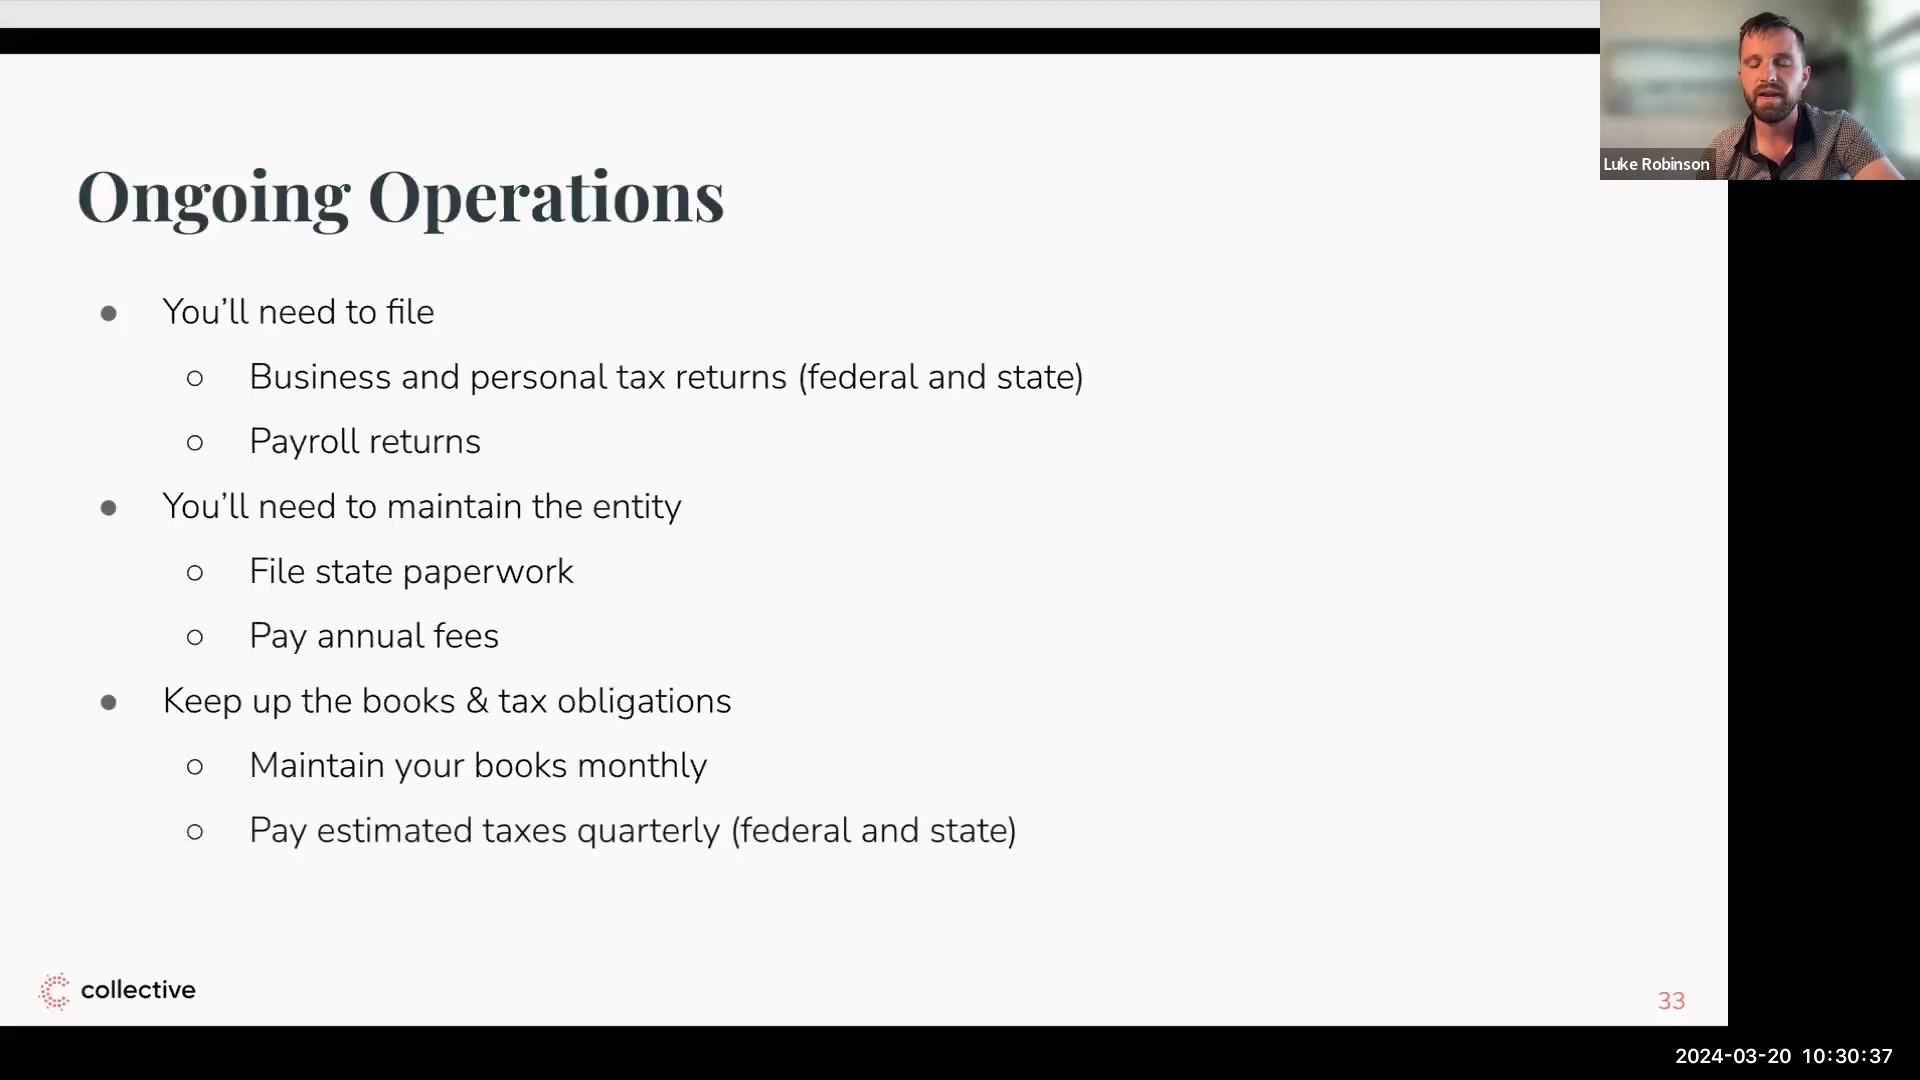 Luke Robinson
Ongoing Operations
● You’ll need to file
○ Business and personal tax returns (federal and state)
○ Payroll returns
● You’ll need to maintain the entity
○ File state paperwork
○ Pay annual fees
● Keep up the books & tax obligations
○ Maintain your books monthly
○ Pay estimated taxes quarterly (federal and state)
collective
33
2024-03-20 10:30:37